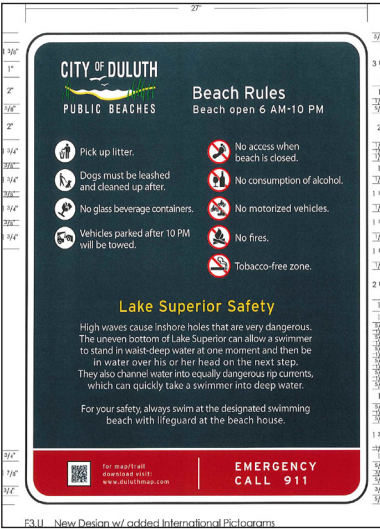 27"
CITY OF DULUTH
PUBLIC BEACHES
Beach Rules
Beach open 6 AM-10 PM
Pick up litter.
Dogs must be leashed
and cleaned up after.
No glass beverage containers.
Vehicles parked after 10 PM
will be towed.
No access when
beach is closed.
No consumption of alcohol.
No motorized vehicles.
No fires.
Tobacco-free zone.
Lake Superior Safety
High waves cause inshore holes that are very dangerous.
The uneven bottom of Lake Superior can allow a swimmer
to stand in waist-deep water at one moment and then be
in water over his or her head on the next step.
They also channel water into equally dangerous rip currents,
which can quickly take a swimmer into deep water.
For your safety, always swim at the designated swimming
beach with lifeguard at the beach house.
for map/trail
download visit:
www.duluthmap.com
EMERGENCY
CALL 911
F3.U New Design w/ added International Pictograms